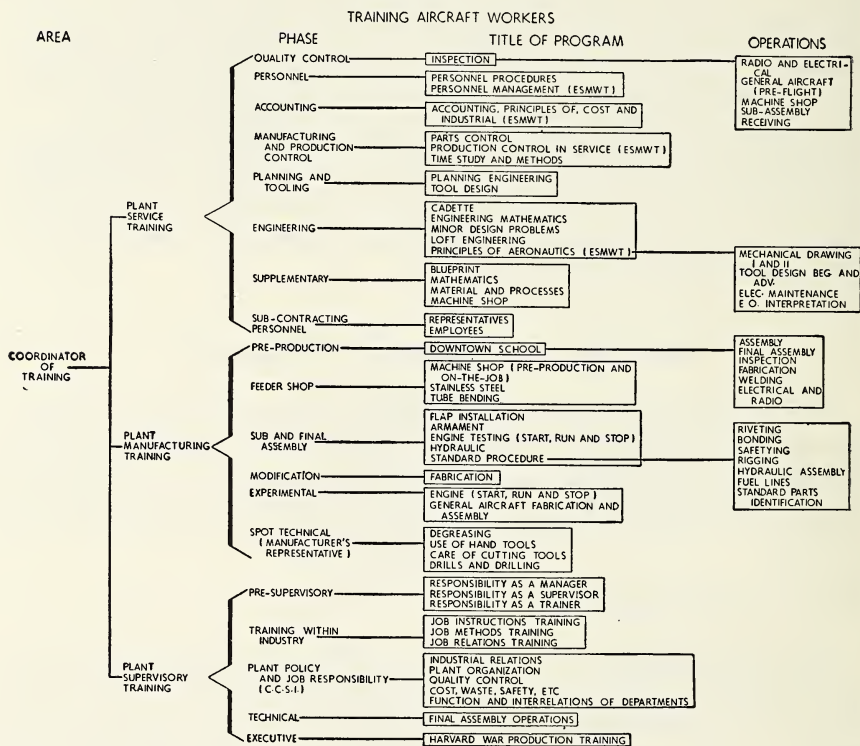 TRAINING AIRCRAFT WORKERS
AREA
PHASE
TITLE OF PROGRAM
OPERATIONS
COORDINATOR
OF
TRAINING
PLANT
SERVICE
TRAINING
QUALITY CONTROL
INSPECTION
RADIO AND ELECTRI-
CAL
GENERAL AIRCRAFT
(PRE-FLIGHT)
MACHINE SHOP
SUB-ASSEMBLY
RECEIVING
PERSONNEL
PERSONNEL PROCEDURES
PERSONNEL MANAGEMENT (ESMWT)
ACCOUNTING
ACCOUNTING, PRINCIPLES OF, COST AND
INDUSTRIAL (ESMWT)
MANUFACTURING
AND PRODUCTION
CONTROL
PARTS CONTROL
PRODUCTION CONTROL IN SERVICE (ESMWT)
TIME STUDY AND METHODS
PLANNING AND
TOOLING
PLANNING ENGINEERING
TOOL DESIGN
ENGINEERING
CADETTE
ENGINEERING MATHEMATICS
MINOR DESIGN PROBLEMS
LOFT ENGINEERING
PRINCIPLES OF AERONAUTICS (ESMWT)
MECHANICAL DRAWING
I AND II
TOOL DESIGN BEG. AND
ADV.
ELEC. MAINTENANCE
E O. INTERPRETATION
SUPPLEMENTARY
BLUEPRINT
MATHEMATICS
MATERIAL AND PROCESSES
MACHINE SHOP
SUB-CONTRACTING
PERSONNEL
REPRESENTATIVES
EMPLOYEES
PLANT
MANUFACTURING
TRAINING
PRE-PRODUCTION
DOWNTOWN SCHOOL
ASSEMBLY
FINAL ASSEMBLY
INSPECTION
FABRICATION
WELDING
ELECTRICAL AND
RADIO
FEEDER SHOP
MACHINE SHOP (PRE-PRODUCTION AND
ON-THE-JOB)
STAINLESS STEEL
TUBE BENDING
SUB AND FINAL
ASSEMBLY
FLAP INSTALLATION
ARMAMENT
ENGINE TESTING (START, RUN AND STOP)
HYDRAULIC
STANDARD PROCEDURE
RIVETING
BONDING
SAFETYING
RIGGING
HYDRAULIC ASSEMBLY
FUEL LINES
STANDARD PARTS
IDENTIFICATION
MODIFICATION
FABRICATION
EXPERIMENTAL
ENGINE (START, RUN AND STOP)
GENERAL AIRCRAFT FABRICATION AND
ASSEMBLY
SPOT TECHNICAL
(MANUFACTURER'S
REPRESENTATIVE)
DEGREASING
USE OF HAND TOOLS
CARE OF CUTTING TOOLS
DRILLS AND DRILLING
PLANT
SUPERVISORY
TRAINING
PRE-SUPERVISORY
RESPONSIBILITY AS A MANAGER
RESPONSIBILITY AS A SUPERVISOR
RESPONSIBILITY AS A TRAINER
TRAINING WITHIN
INDUSTRY
JOB INSTRUCTIONS TRAINING
JOB METHODS TRAINING
JOB RELATIONS TRAINING
PLANT POLICY
AND JOB RESPONSIBILITY
(C.C.S.I.)
INDUSTRIAL RELATIONS
PLANT ORGANIZATION
QUALITY CONTROL
COST, WASTE, SAFETY, ETC
FUNCTION AND INTERRELATIONS OF DEPARTMENTS
TECHNICAL
FINAL ASSEMBLY OPERATIONS
EXECUTIVE
HARVARD WAR PRODUCTION TRAINING